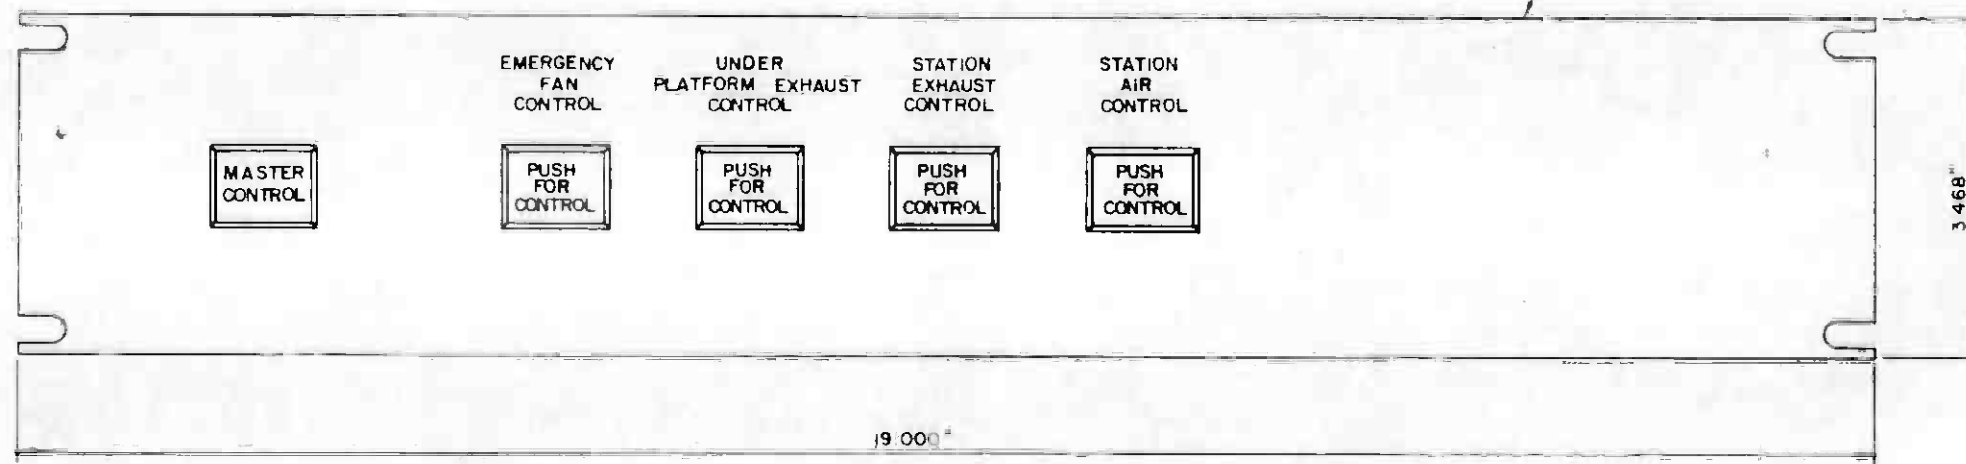 EMERGENCY
FAN
CONTROL
UNDER
PLATFORM EXHAUST
CONTROL
STATION
EXHAUST
CONTROL
STATION
AIR
CONTROL
MASTER
CONTROL
PUSH
FOR
CONTROL
PUSH
FOR
CONTROL
PUSH
FOR
CONTROL
PUSH
FOR
CONTROL
3.468"
19.000"